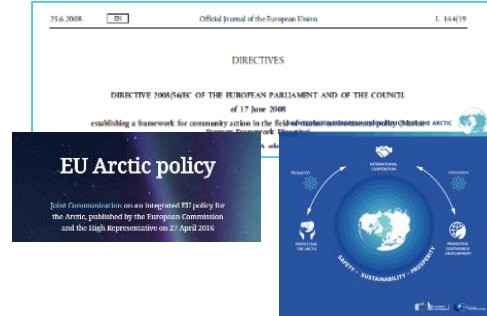 25.6.2008 EN Official Journal of the European Union L 164/19
DIRECTIVES
DIRECTIVE 2008/56/EC OF THE EUROPEAN PARLIAMENT AND OF THE COUNCIL
of 17 June 2008
establishing a framework for community action in the field of marine environmental policy (Marine
THE ARCTIC
EU Arctic policy
Joint Communication on an integrated EU policy for
the Arctic, published by the European Commission
and the High Representative on 27 April 2016
INTERNATIONAL
COOPERATION
Research
Innovation
PROTECTING
THE ARCTIC
PROMOTING
SUSTAINABLE
DEVELOPMENT
SAFETY - SUSTAINABILITY - PROSPERITY